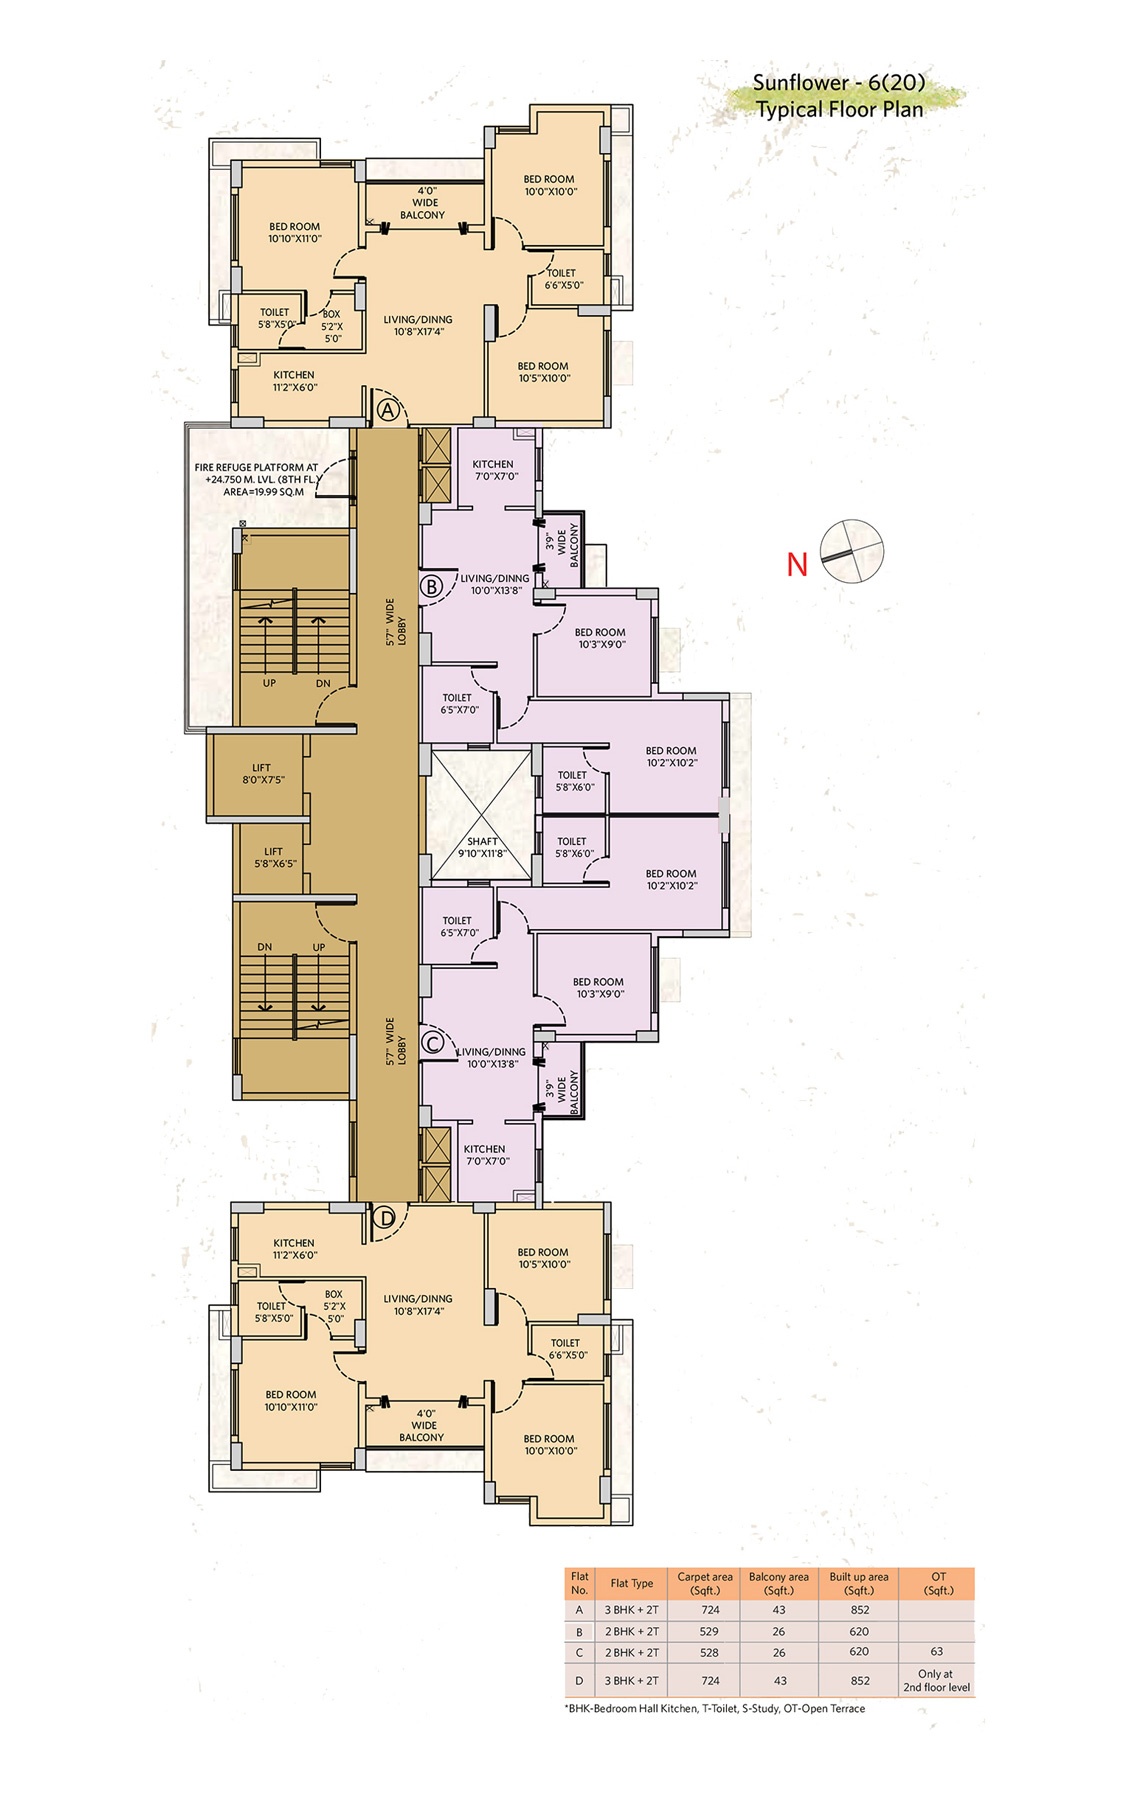 Sunflower - 6(20)
Typical Floor Plan
BED ROOM
10'0"X10'0"
4'0"
WIDE
BALCONY
BED ROOM
10'10"X11'0"
TOILET
6'6"X5'0"
TOILET
5'8"X5'0"
BOX
5'2"X
5'0"
LIVING/DINNG
10'8"X17'4"
KITCHEN
11'2"X6'0"
BED ROOM
10'5"X10'0"
A
FIRE REFUGE PLATFORM AT
+24.750 M. LVL. (8TH FL.)
AREA=19.99 SQ.M
KITCHEN
7'0"X7'0"
3'9"
WIDE
BALCONY
B
LIVING/DINNG
10'0"X13'8"
5'7" WIDE
LOBBY
BED ROOM
10'3"X9'0"
UP
DN
TOILET
6'5"X7'0"
BED ROOM
10'2"X10'2"
LIFT
8'0"X7'5"
TOILET
5'8"X6'0"
SHAFT
9'10"X11'8"
TOILET
5'8"X6'0"
LIFT
5'8"X6'5"
BED ROOM
10'2"X10'2"
TOILET
6'5"X7'0"
DN
UP
BED ROOM
10'3"X9'0"
5'7" WIDE
LOBBY
C
LIVING/DINNG
10'0"X13'8"
3'9"
WIDE
BALCONY
KITCHEN
7'0"X7'0"
D
KITCHEN
11'2"X6'0"
BED ROOM
10'5"X10'0"
TOILET
5'8"X5'0"
BOX
5'2"X
5'0"
LIVING/DINNG
10'8"X17'4"
TOILET
6'6"X5'0"
BED ROOM
10'10"X11'0"
4'0"
WIDE
BALCONY
BED ROOM
10'0"X10'0"
N
Flat No. Flat Type Carpet area (Sqft.) Balcony area (Sqft.) Built up area (Sqft.) OT (Sqft.)
A 3 BHK + 2T 724 43 852
B 2 BHK + 2T 529 26 620
C 2 BHK + 2T 528 26 620 63
D 3 BHK + 2T 724 43 852 Only at 2nd floor level
*BHK-Bedroom Hall Kitchen, T-Toilet, S-Study, OT-Open Terrace